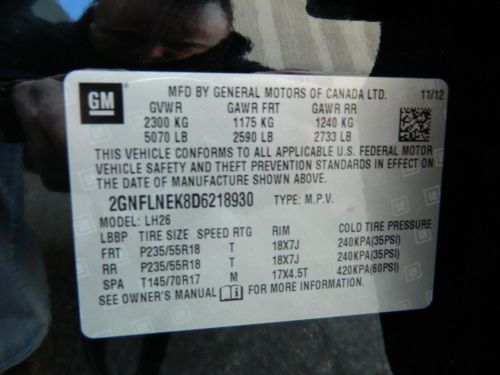 GM
MFD BY GENERAL MOTORS OF CANADA LTD. 11/12
GVWR GAWR FRT GAWR RR
2300 KG 1175 KG 1240 KG
5070 LB 2590 LB 2733 LB
THIS VEHICLE CONFORMS TO ALL APPLICABLE U.S. FEDERAL MOTOR
VEHICLE SAFETY AND THEFT PREVENTION STANDARDS IN EFFECT ON
THE DATE OF MANUFACTURE SHOWN ABOVE.
2GNFLNEK8D6218930 TYPE: M.P.V.
MODEL: LH26
LBBP TIRE SIZE SPEED RTG RIM COLD TIRE PRESSURE
FRT P235/55R18 T 18X7J 240KPA(35PSI)
RR P235/55R18 T 18X7J 240KPA(35PSI)
SPA T145/70R17 M 17X4.5T 420KPA(60PSI)
SEE OWNER'S MANUAL FOR MORE INFORMATION.